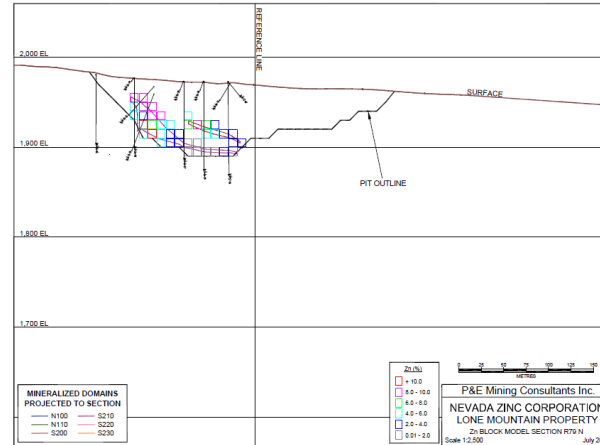 REFERENCE LINE
2,000 EL
SURFACE
1,900 EL
PIT OUTLINE
1,800 EL
1,700 EL
Zn (%)
+ 10.0
8.0 - 10.0
6.0 - 8.0
4.0 - 6.0
2.0 - 4.0
0.01 - 2.0
0 25 50 75 100 125 150
METRES
P&E Mining Consultants Inc.
NEVADA ZINC CORPORATION
LONE MOUNTAIN PROPERTY
Zn BLOCK MODEL SECTION R79 N
Scale 1:2,500 July
MINERALIZED DOMAINS
PROJECTED TO SECTION
N100 S210
N110 S220
S200 S230